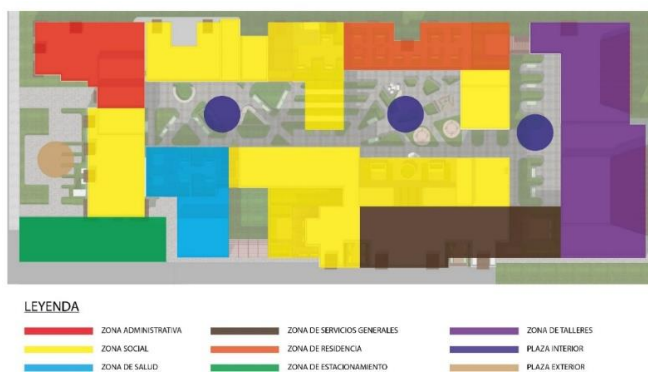 LEYENDA
ZONA ADMINISTRATIVA ZONA DE SERVICIOS GENERALES ZONA DE TALLERES
ZONA SOCIAL ZONA DE RESIDENCIA PLAZA INTERIOR
ZONA DE SALUD ZONA DE ESTACIONAMIENTO PLAZA EXTERIOR